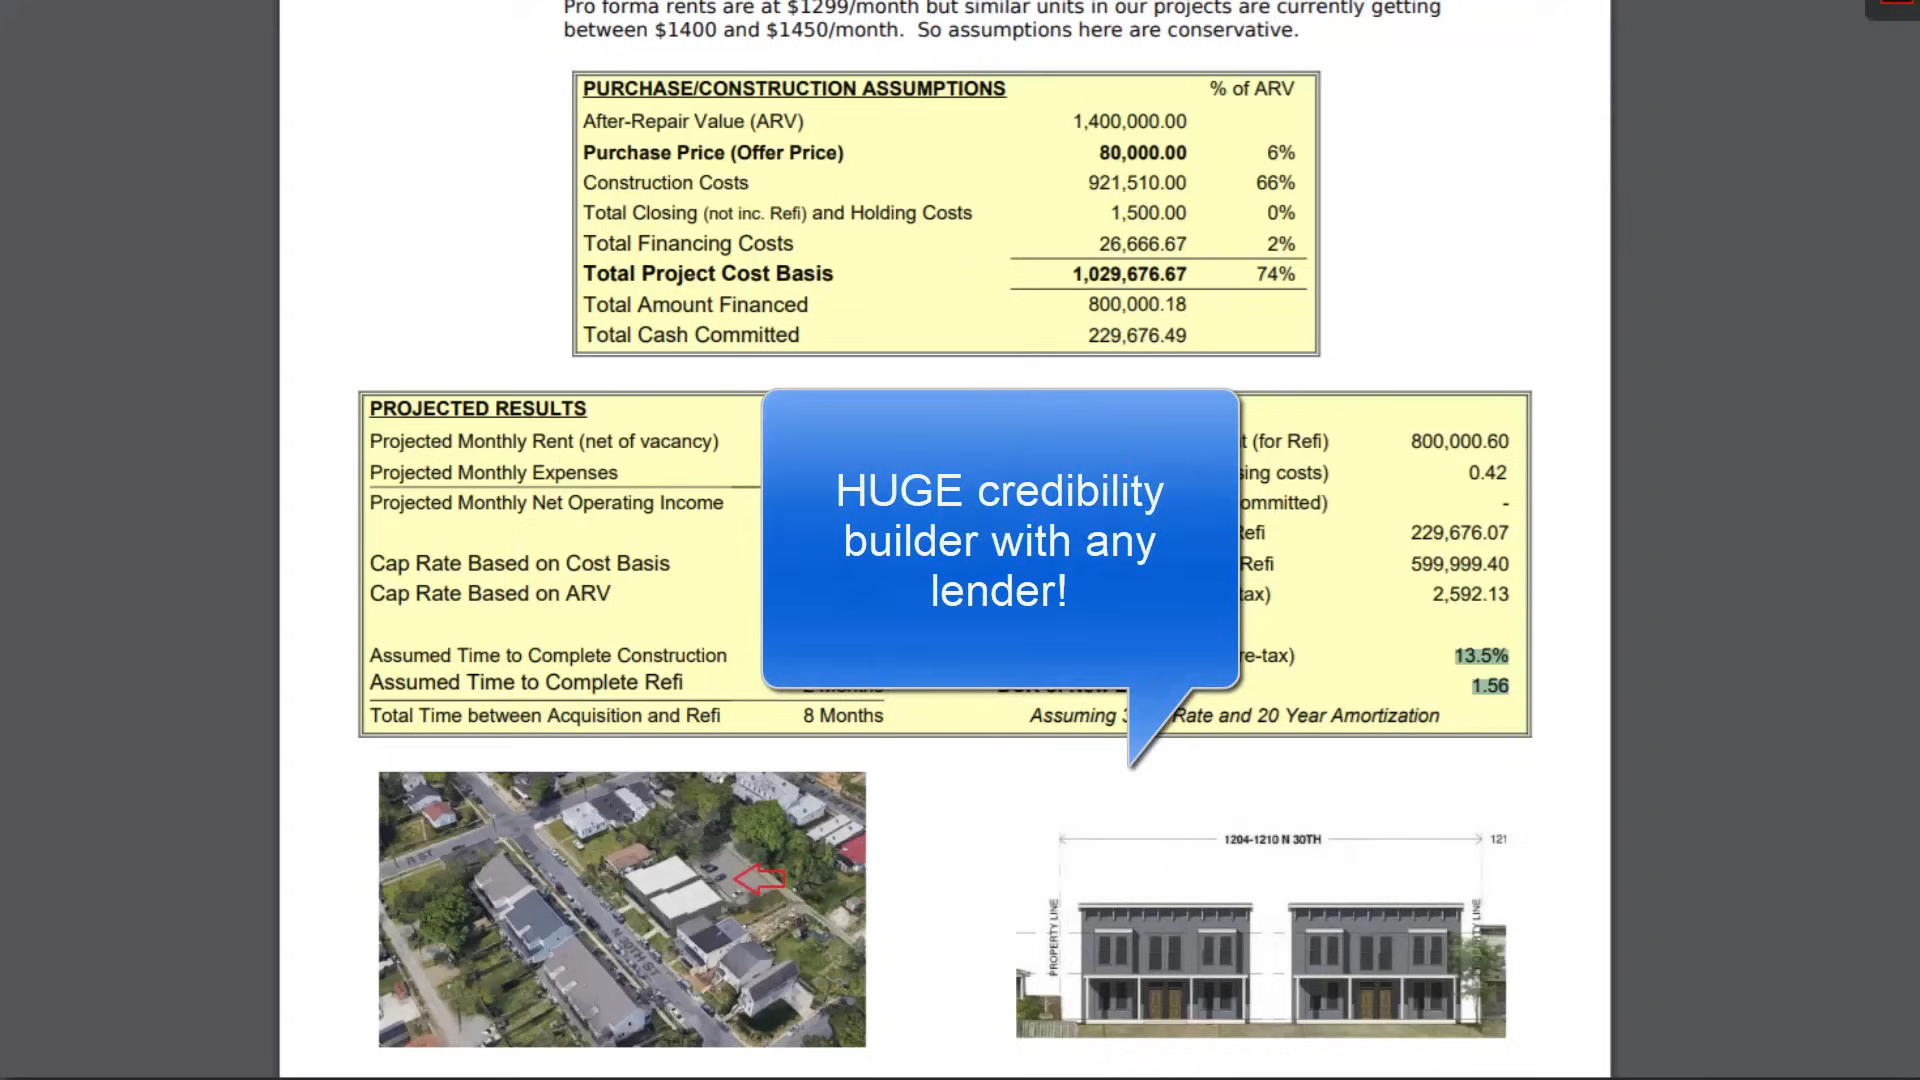 Pro forma rents are at $1299/month but similar units in our projects are currently getting
between $1400 and $1450/month.  So assumptions here are conservative.
PURCHASE/CONSTRUCTION ASSUMPTIONS % of ARV
After-Repair Value (ARV) 1,400,000.00
Purchase Price (Offer Price) 80,000.00 6%
Construction Costs 921,510.00 66%
Total Closing (not inc. Refi) and Holding Costs 1,500.00 0%
Total Financing Costs 26,666.67 2%
Total Project Cost Basis 1,029,676.67 74%
Total Amount Financed 800,000.18
Total Cash Committed 229,676.49
PROJECTED RESULTS
Projected Monthly Rent (net of vacancy) (for Refi) 800,000.60
Projected Monthly Expenses costs) 0.42
Projected Monthly Net Operating Income -
Refi 229,676.07
Cap Rate Based on Cost Basis Refi 599,999.40
Cap Rate Based on ARV 2,592.13
Assumed Time to Complete Construction 13.5%
Assumed Time to Complete Refi 1.56
Total Time between Acquisition and Refi 8 Months Assuming Rate and 20 Year Amortization
HUGE credibility
builder with any
lender!
R ST
N 30TH ST
1204-1210 N 30TH 121
PROPERTY LINE